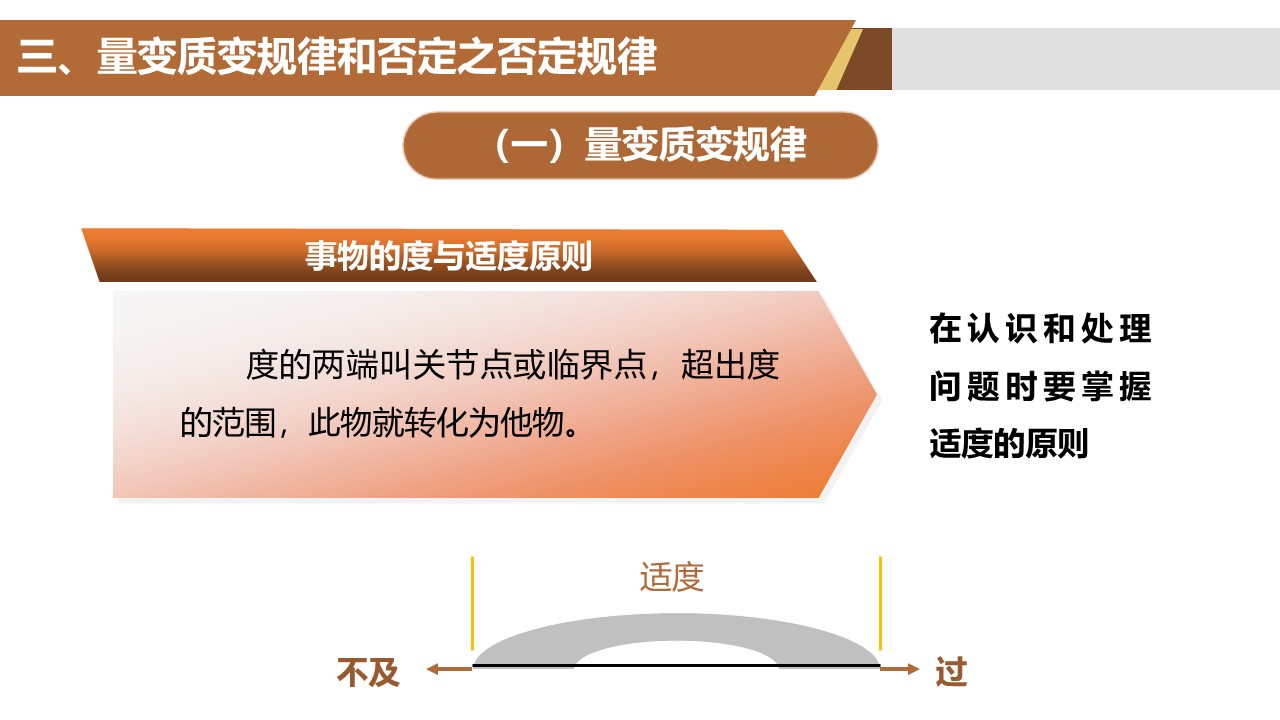 三、量变质变规律和否定之否定规律
（一）量变质变规律
事物的度与适度原则
度的两端叫关节点或临界点，超出度
的范围，此物就转化为他物。
在认识和处理
问题时要掌握
适度的原则
适度
不及
过